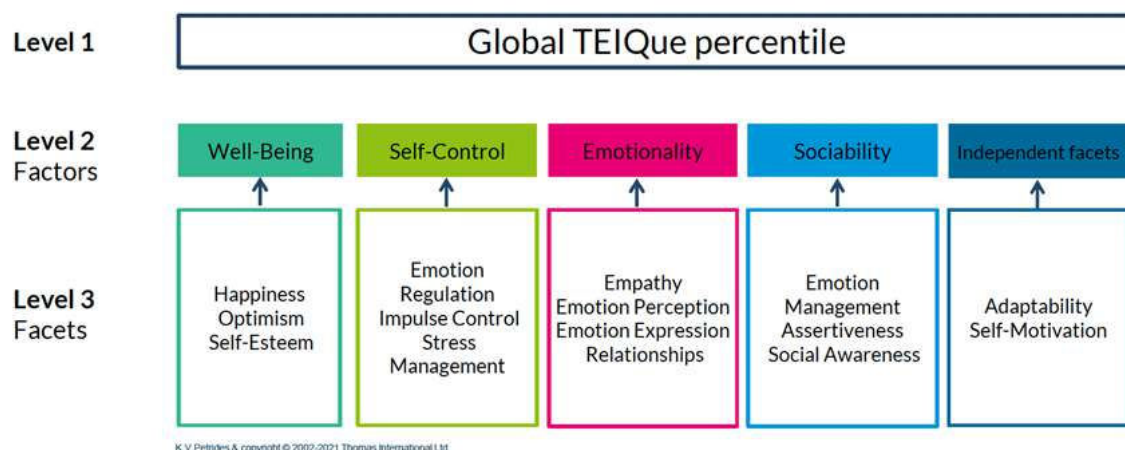 Level 1
Global TEIQue percentile
Level 2
Factors
Well-Being
Self-Control
Emotionality
Sociability
Independent facets
Level 3
Facets
Happiness
Optimism
Self-Esteem
Emotion
Regulation
Impulse Control
Stress
Management
Empathy
Emotion Perception
Emotion Expression
Relationships
Emotion
Management
Assertiveness
Social Awareness
Adaptability
Self-Motivation
K V Petrides & copyright © 2002-2021 Thomas International Ltd